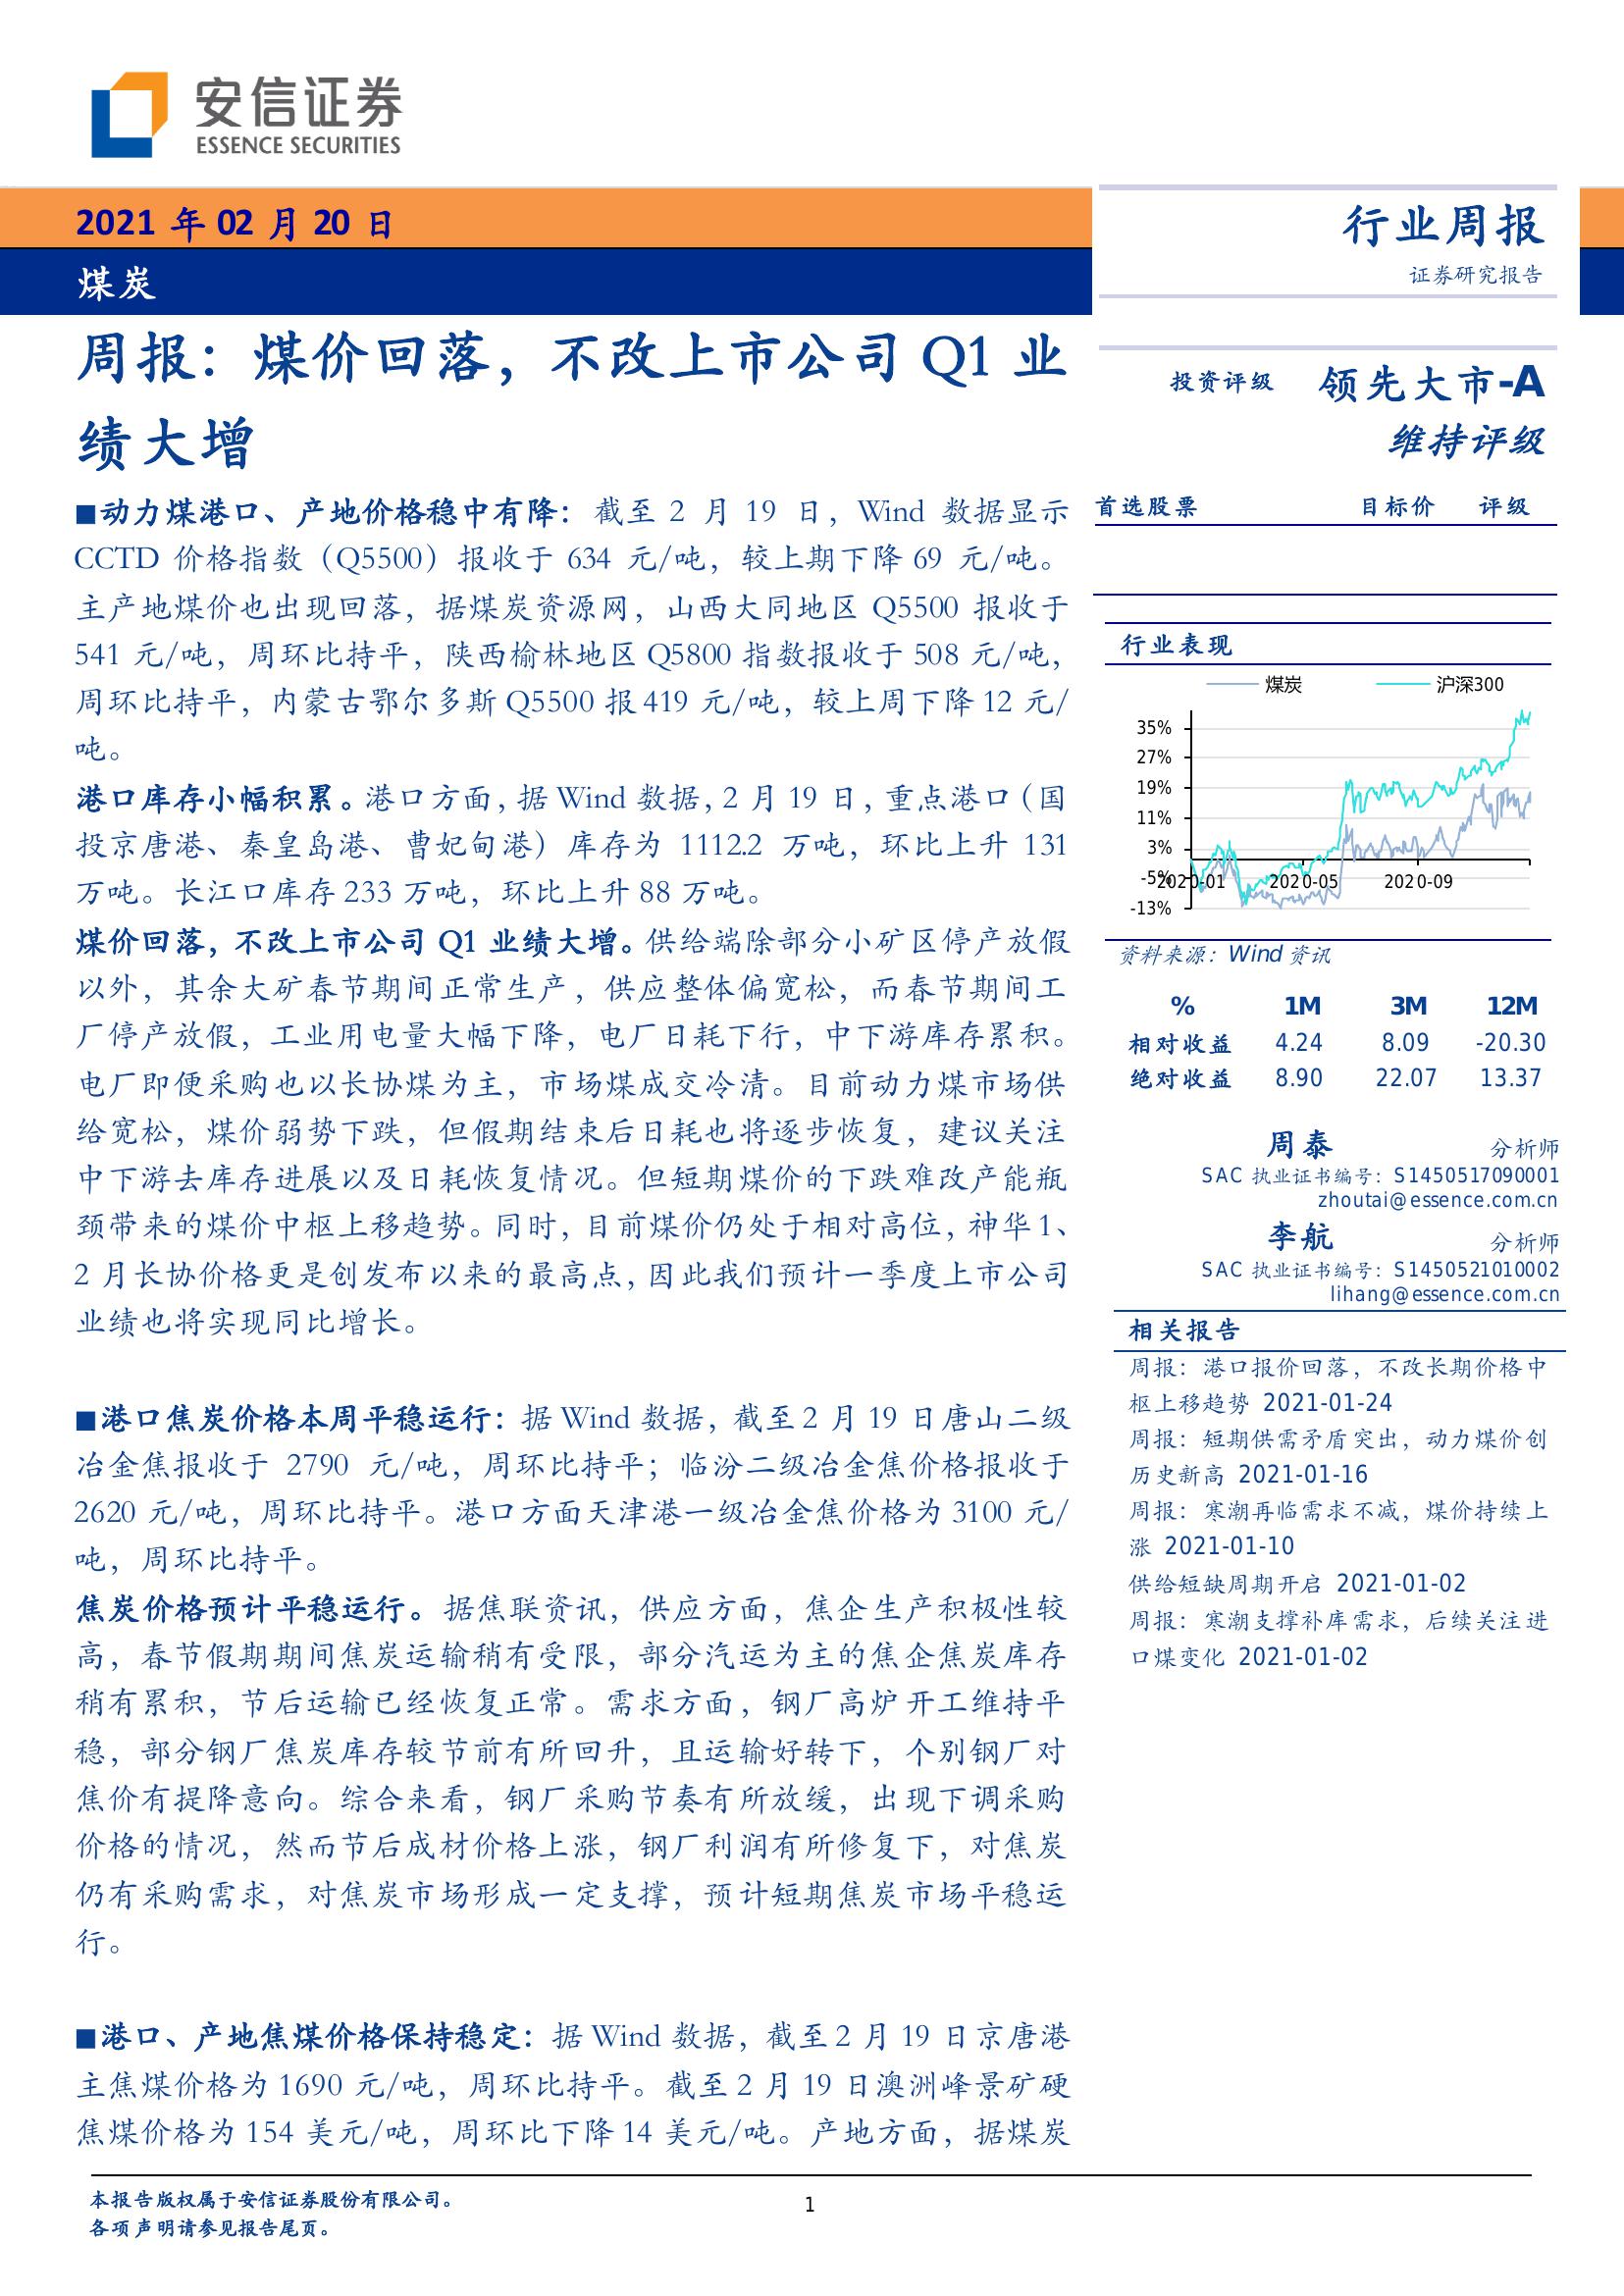 安信证券
ESSENCE SECURITIES
2021 年 02 月 20 日
煤炭
行业周报
证券研究报告
周报：煤价回落，不改上市公司 Q1 业
绩大增
■动力煤港口、产地价格稳中有降：截至 2 月 19 日，Wind 数据显示
CCTD 价格指数（Q5500）报收于 634 元/吨，较上期下降 69 元/吨。
主产地煤价也出现回落，据煤炭资源网，山西大同地区 Q5500 报收于
541 元/吨，周环比持平，陕西榆林地区 Q5800 指数报收于 508 元/吨，
周环比持平，内蒙古鄂尔多斯 Q5500 报 419 元/吨，较上周下降 12 元/
吨。
港口库存小幅积累。港口方面，据 Wind 数据，2 月 19 日，重点港口（国
投京唐港、秦皇岛港、曹妃甸港）库存为 1112.2 万吨，环比上升 131
万吨。长江口库存 233 万吨，环比上升 88 万吨。
煤价回落，不改上市公司 Q1 业绩大增。供给端除部分小矿区停产放假
以外，其余大矿春节期间正常生产，供应整体偏宽松，而春节期间工
厂停产放假，工业用电量大幅下降，电厂日耗下行，中下游库存累积。
电厂即便采购也以长协煤为主，市场煤成交冷清。目前动力煤市场供
给宽松，煤价弱势下跌，但假期结束后日耗也将逐步恢复，建议关注
中下游去库存进展以及日耗恢复情况。但短期煤价的下跌难改产能瓶
颈带来的煤价中枢上移趋势。同时，目前煤价仍处于相对高位，神华 1、
2 月长协价格更是创发布以来的最高点，因此我们预计一季度上市公司
业绩也将实现同比增长。
■港口焦炭价格本周平稳运行：据 Wind 数据，截至 2 月 19 日唐山二级
冶金焦报收于 2790 元/吨，周环比持平；临汾二级冶金焦价格报收于
2620 元/吨，周环比持平。港口方面天津港一级冶金焦价格为 3100 元/
吨，周环比持平。
焦炭价格预计平稳运行。据焦联资讯，供应方面，焦企生产积极性较
高，春节假期期间焦炭运输稍有受限，部分汽运为主的焦企焦炭库存
稍有累积，节后运输已经恢复正常。需求方面，钢厂高炉开工维持平
稳，部分钢厂焦炭库存较节前有所回升，且运输好转下，个别钢厂对
焦价有提降意向。综合来看，钢厂采购节奏有所放缓，出现下调采购
价格的情况，然而节后成材价格上涨，钢厂利润有所修复下，对焦炭
仍有采购需求，对焦炭市场形成一定支撑，预计短期焦炭市场平稳运
行。
■港口、产地焦煤价格保持稳定：据 Wind 数据，截至 2 月 19 日京唐港
主焦煤价格为 1690 元/吨，周环比持平。截至 2 月 19 日澳洲峰景矿硬
焦煤价格为 154 美元/吨，周环比下降 14 美元/吨。产地方面，据煤炭
投资评级 领先大市-A
维持评级
首选股票 目标价 评级
行业表现
煤炭 沪深300
35%
27%
19%
11%
3%
-5%
-13%
2020-01 2020-05 2020-09
资料来源：Wind 资讯
% 1M 3M 12M
相对收益 4.24 8.09 -20.30
绝对收益 8.90 22.07 13.37
周泰 分析师
SAC 执业证书编号：S1450517090001
zhoutai@essence.com.cn
李航 分析师
SAC 执业证书编号：S1450521010002
lihang@essence.com.cn
相关报告
周报：港口报价回落，不改长期价格中
枢上移趋势 2021-01-24
周报：短期供需矛盾突出，动力煤价创
历史新高 2021-01-16
周报：寒潮再临需求不减，煤价持续上
涨 2021-01-10
供给短缺周期开启 2021-01-02
周报：寒潮支撑补库需求，后续关注进
口煤变化 2021-01-02
本报告版权属于安信证券股份有限公司。
各项声明请参见报告尾页。
1